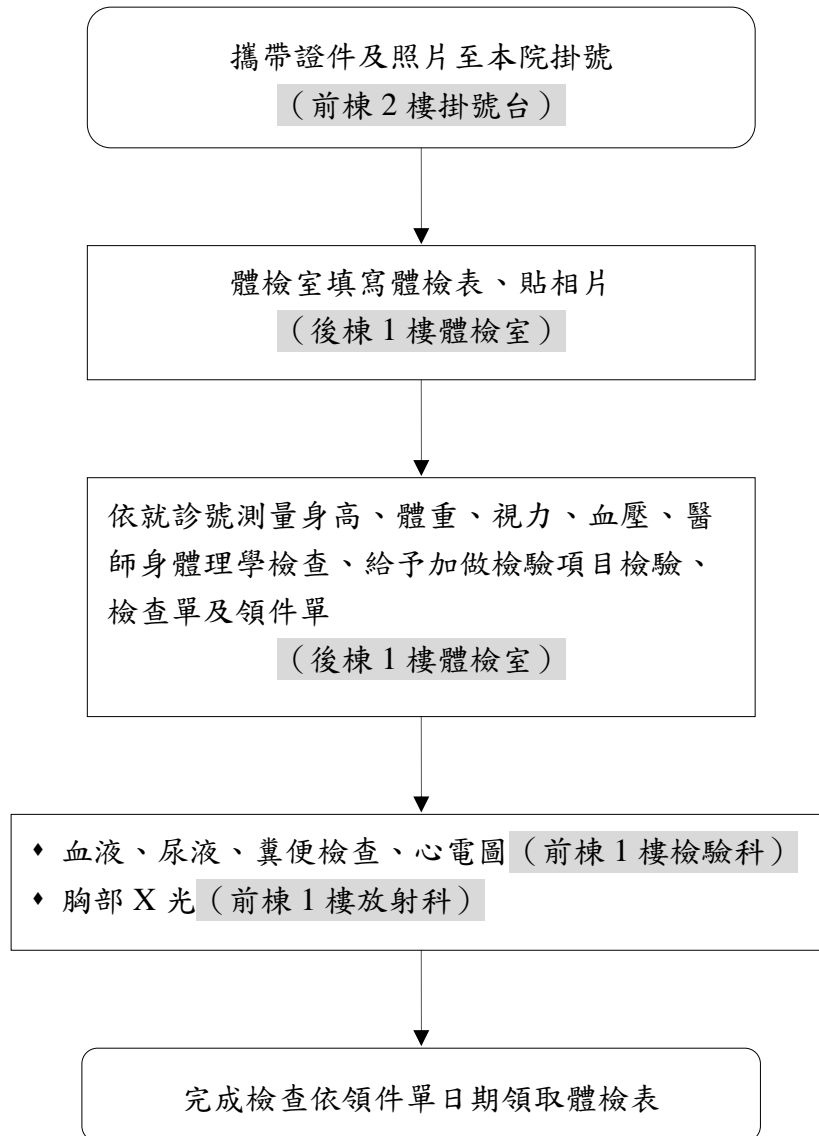 攜帶證件及照片至本院掛號
（前棟 2 樓掛號台）
體檢室填寫體檢表、貼相片
（後棟 1 樓體檢室）
依就診號測量身高、體重、視力、血壓、醫
師身體理學檢查、給予加做檢驗項目檢驗、
檢查單及領件單
（後棟 1 樓體檢室）
♦ 血液、尿液、糞便檢查、心電圖（前棟 1 樓檢驗科）
♦ 胸部 X 光（前棟 1 樓放射科）
完成檢查依領件單日期領取體檢表